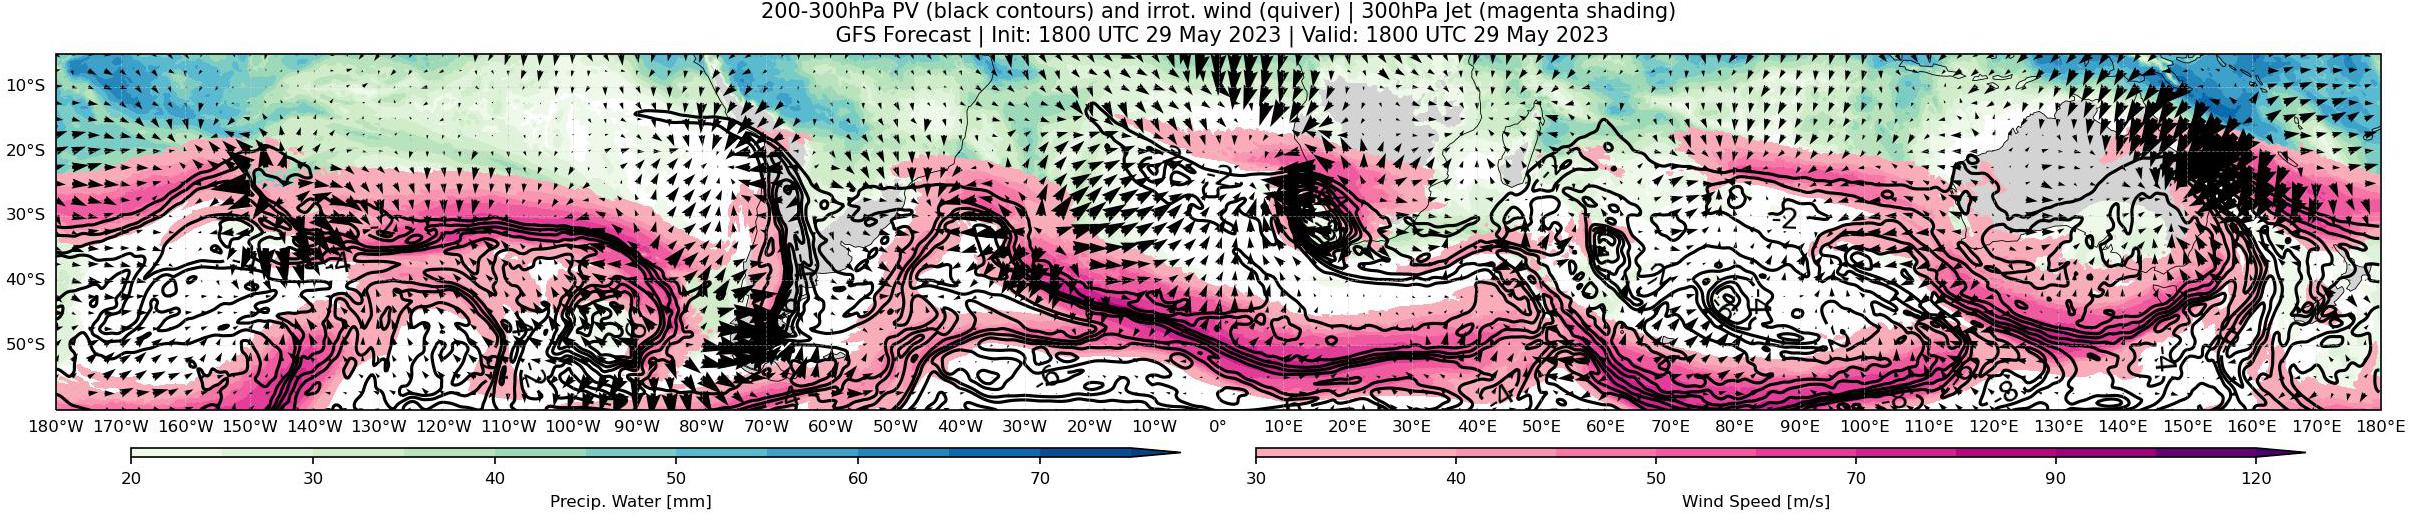 200-300hPa PV (black contours) and irrot. wind (quiver) | 300hPa Jet (magenta shading)
GFS Forecast | Init: 1800 UTC 29 May 2023 | Valid: 1800 UTC 29 May 2023
10°S
20°S
30°S
40°S
50°S
-2
180°W 170°W 160°W 150°W 140°W 130°W 120°W 110°W 100°W 90°W 80°W 70°W 60°W 50°W 40°W 30°W 20°W 10°W 0° 10°E 20°E 30°E 40°E 50°E 60°E 70°E 80°E 90°E 100°E 110°E 120°E 130°E 140°E 150°E 160°E 170°E 180°E
20 30 40 50 60 70
30 40 50 70 90 120
Precip. Water [mm]
Wind Speed [m/s]